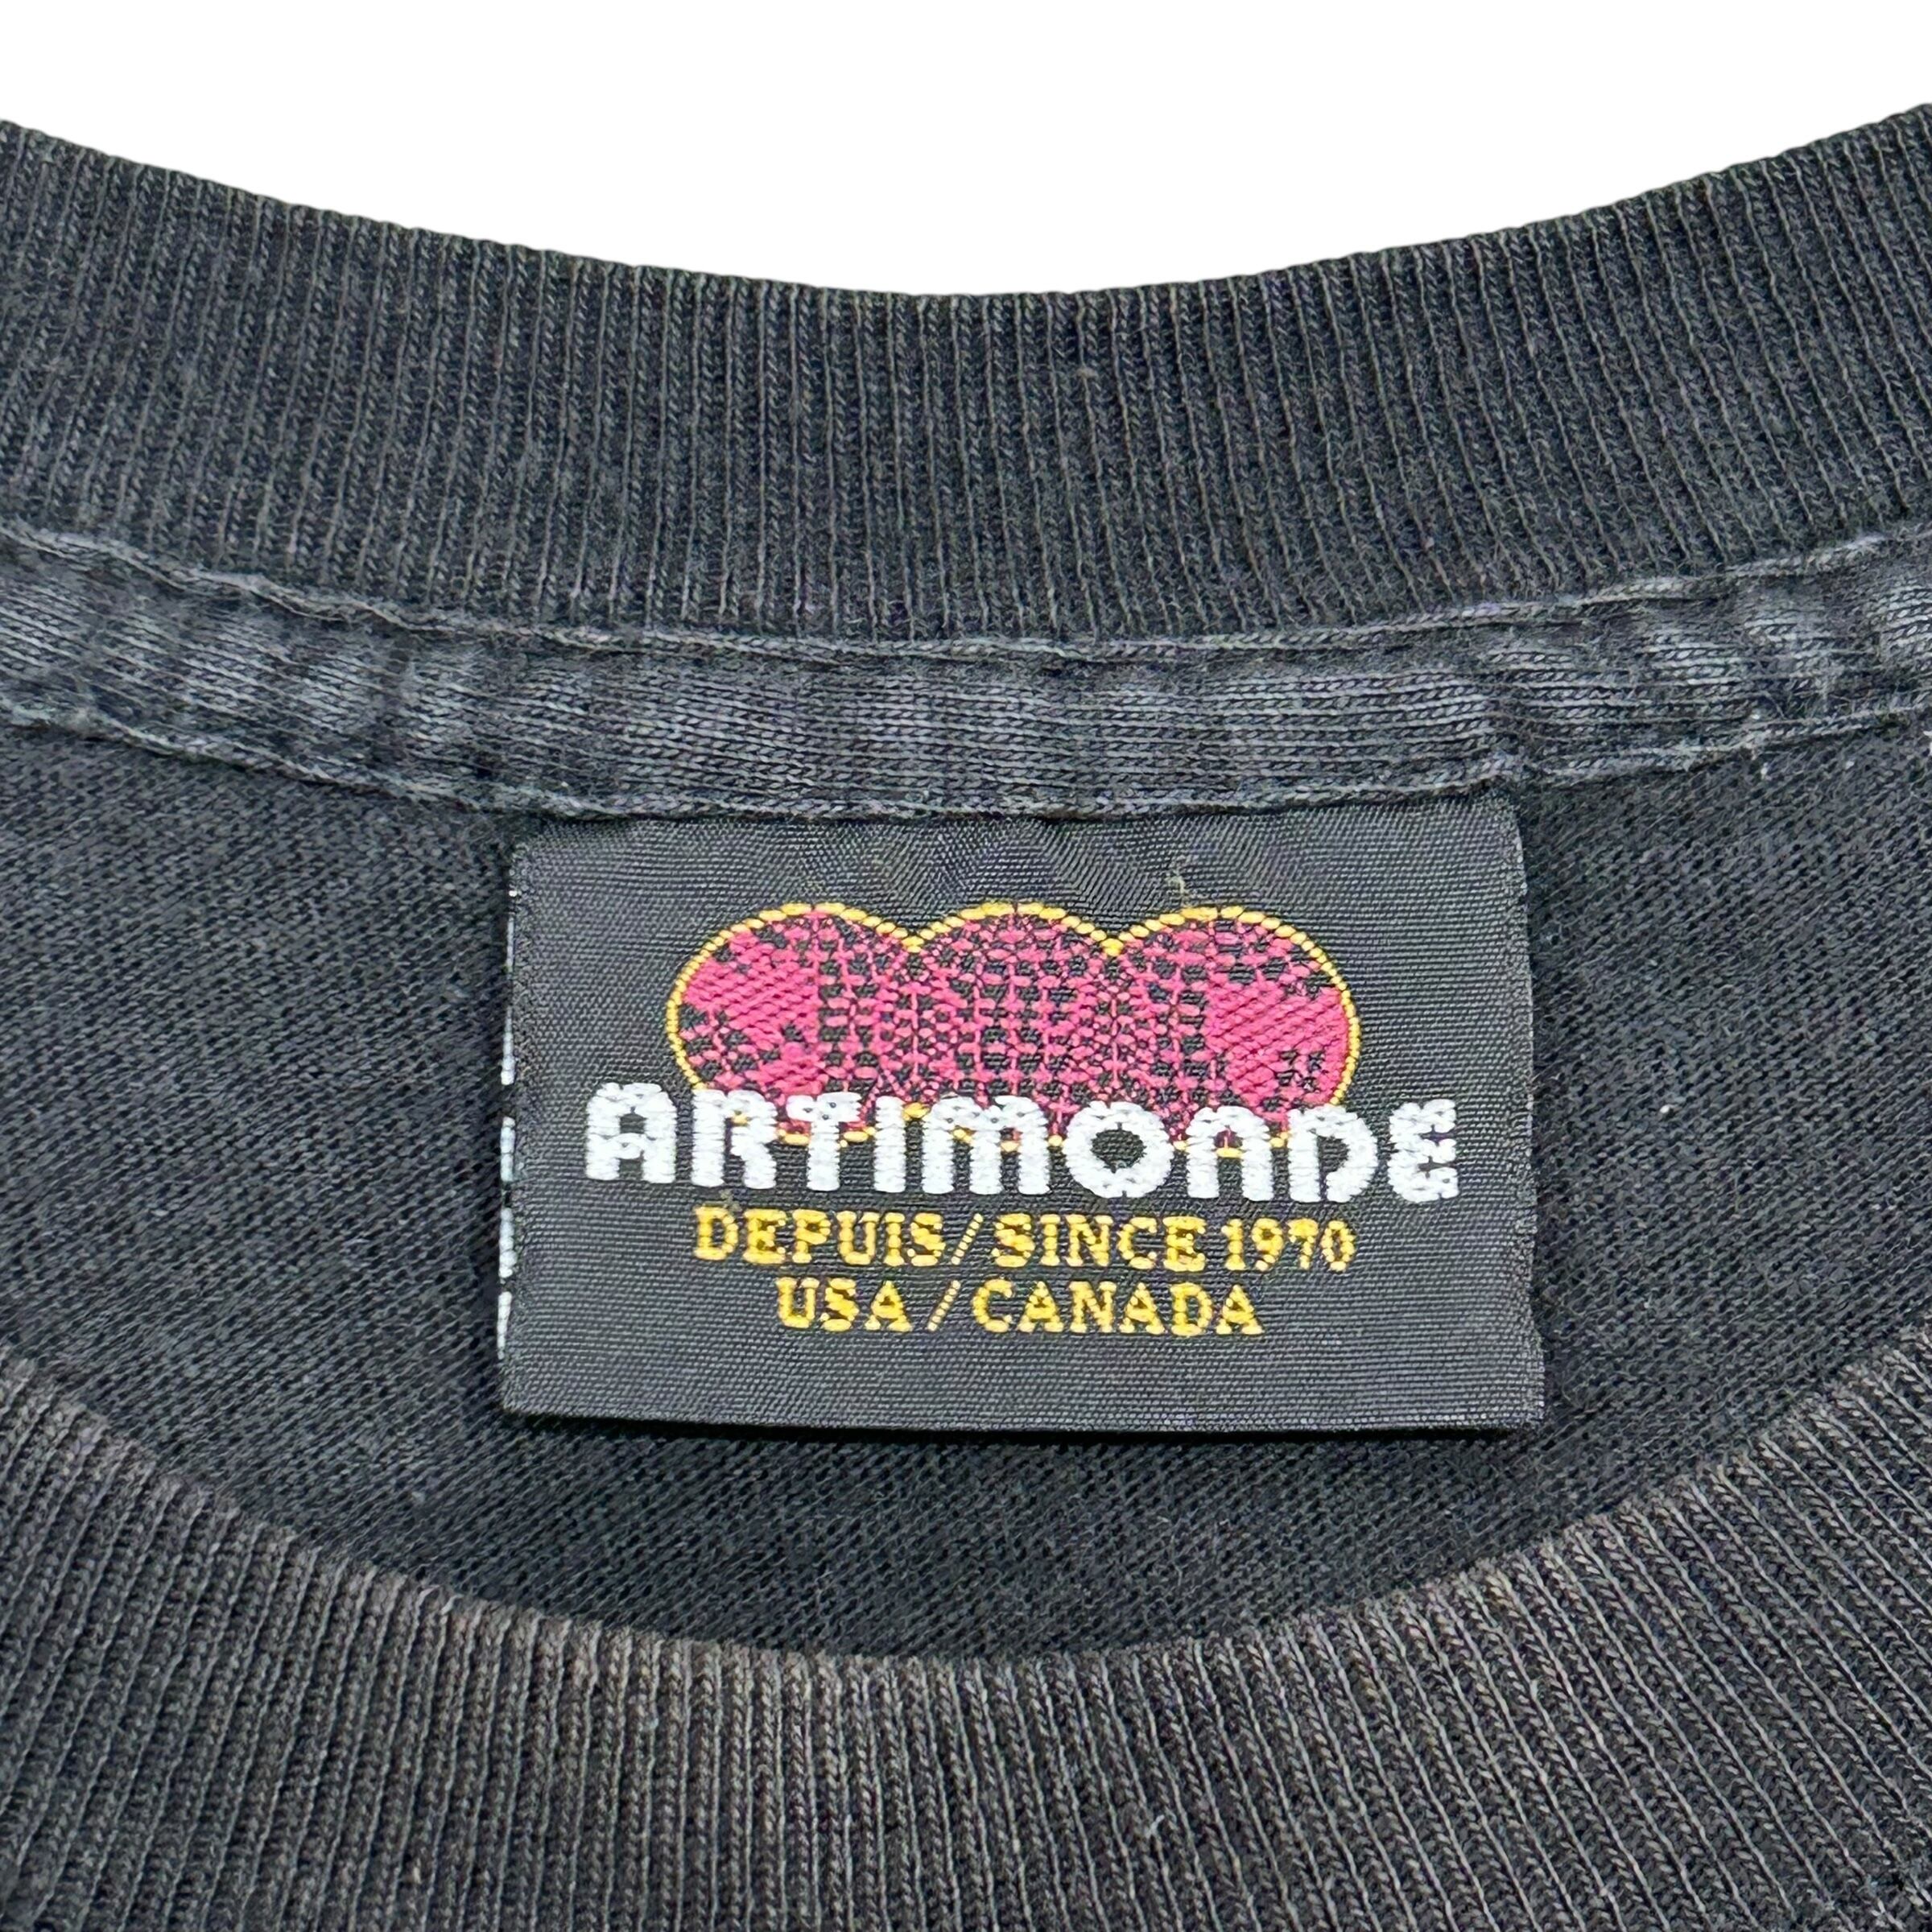 ARTIMONDE
DEPUIS/SINCE 1970
USA/CANADA